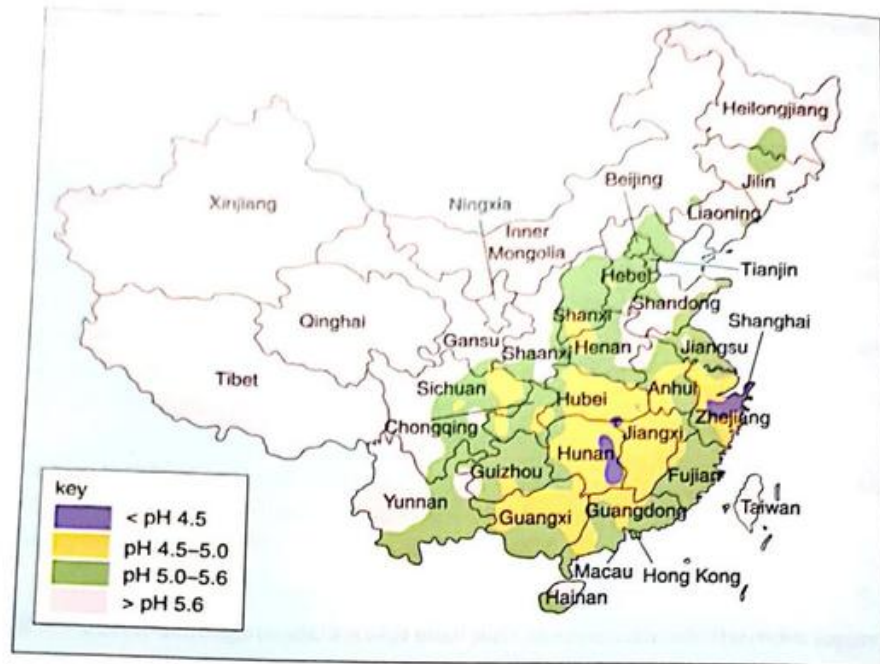 Heilongjiang
Jilin
Beijing
Liaoning
Xinjiang
Ningxia
Inner
Mongolia
Tianjin
Hebei
Shandong
Shanxi
Qinghai
Shanghai
Gansu
Shaanxi
Henan
Jiangsu
Tibet
Sichuan
Hubei
Anhui
Zhejiang
Chongqing
Jiangxi
Hunan
Guizhou
Fujian
Yunnan
Guangxi
Guangdong
Taiwan
Macau
Hong Kong
Hainan
key
< pH 4.5
pH 4.5–5.0
pH 5.0–5.6
> pH 5.6